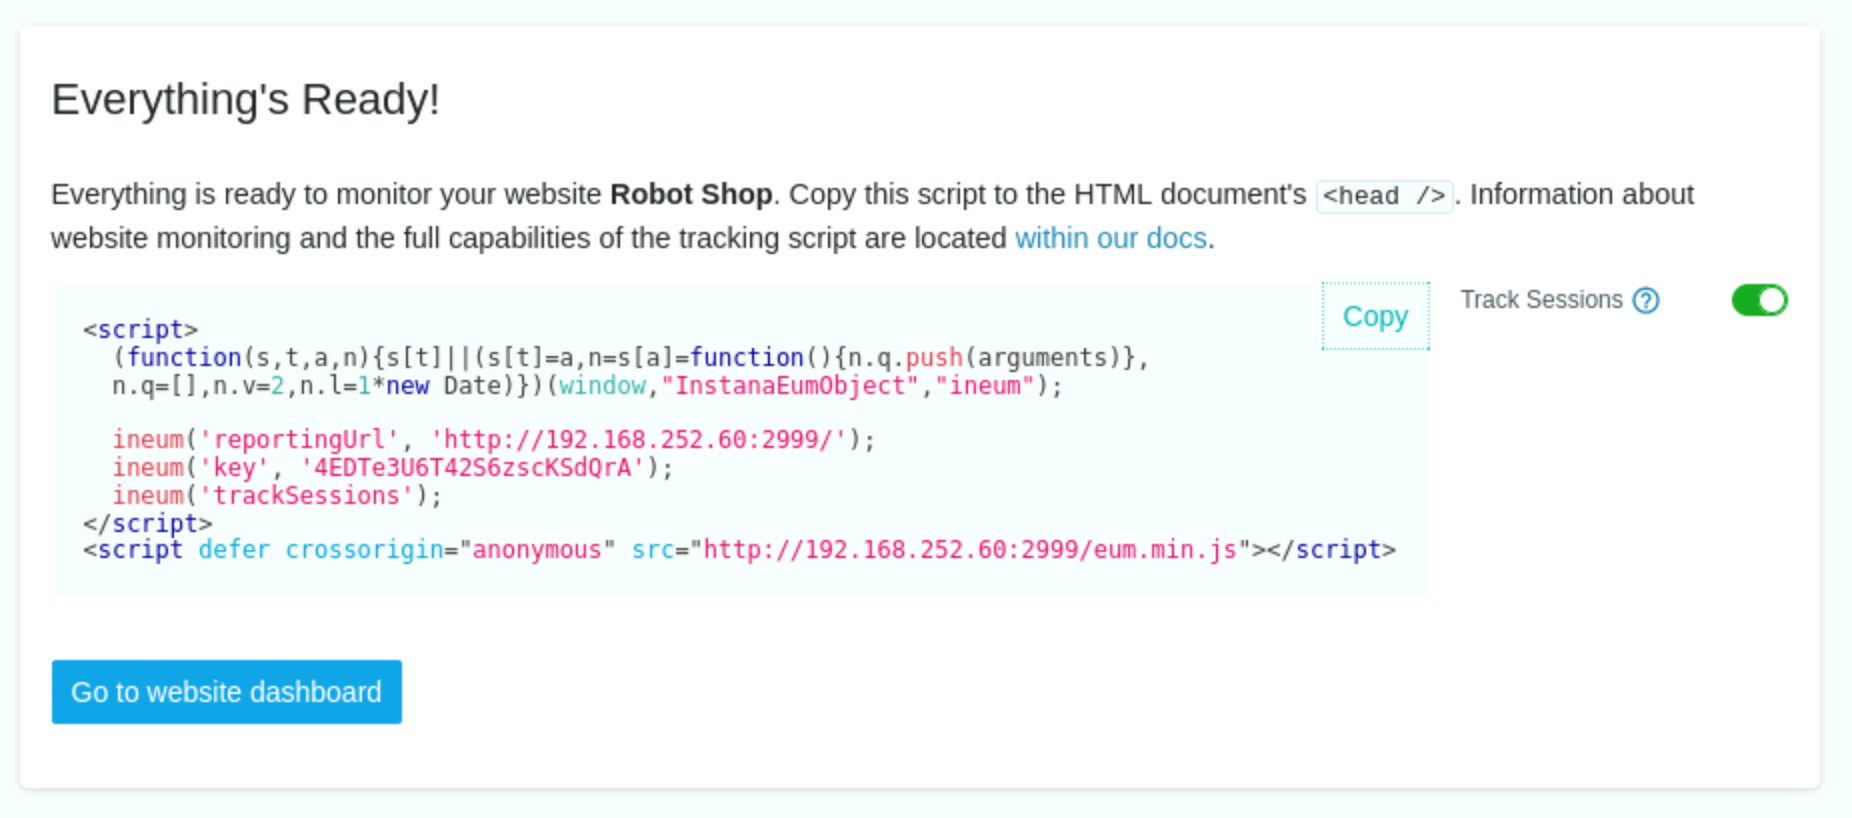 Everything's Ready!
Everything is ready to monitor your website Robot Shop. Copy this script to the HTML document's <head />. Information about
website monitoring and the full capabilities of the tracking script are located within our docs.
Copy
Track Sessions ?
<script>
  (function(s,t,a,n){s[t]||(s[t]=a,n=s[a]=function(){n.q.push(arguments)},
  n.q=[],n.v=2,n.l=1*new Date)})(window,"InstanaEumObject","ineum");

  ineum('reportingUrl', 'http://192.168.252.60:2999/');
  ineum('key', '4EDTe3U6T42S6zscKSdQrA');
  ineum('trackSessions');
</script>
<script defer crossorigin="anonymous" src="http://192.168.252.60:2999/eum.min.js"></script>
Go to website dashboard